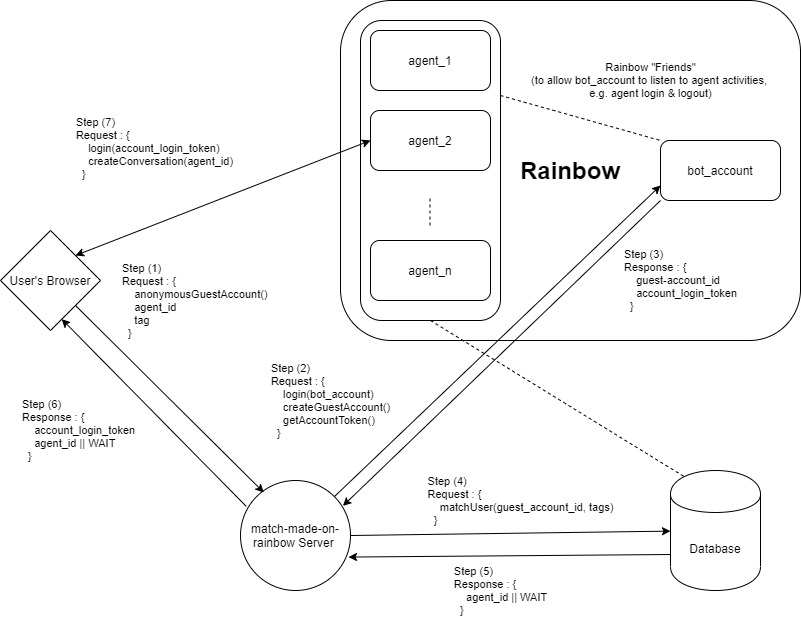 agent_1
Rainbow "Friends"
(to allow bot_account to listen to agent activities,
e.g. agent login & logout)
Step (7)
Request : {
login(account_login_token)
createConversation(agent_id)
}
agent_2
Rainbow
bot_account
User's Browser
Step (1)
Request : {
anonymousGuestAccount()
agent_id
tag
}
agent_n
Step (3)
Response : {
guest-account_id
account_login_token
}
Step (2)
Request : {
login(bot_account)
createGuestAccount()
getAccountToken()
}
Step (6)
Response : {
account_login_token
agent_id || WAIT
}
match-made-on-
rainbow Server
Step (4)
Request : {
matchUser(guest_account_id, tags)
}
Database
Step (5)
Response : {
agent_id || WAIT
}